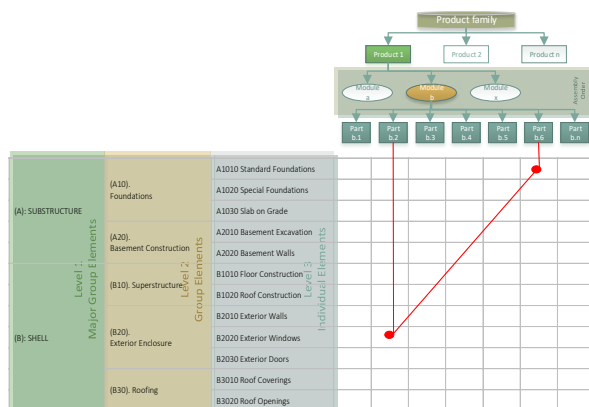 Product family
Product 1
Product 2
Product n
Module
a
Module
b
Module
x
Assembly
Order
Part
b.1
Part
b.2
Part
b.3
Part
b.4
Part
b.5
Part
b.6
Part
b.n
Level 1:
Major Group Elements
Level 2
Group Elements
Level 3
Individual Elements
(A): SUBSTRUCTURE
(B): SHELL
(A10).
Foundations
(A20).
Basement Construction
(B10). Superstructure
(B20).
Exterior Enclosure
(B30). Roofing
A1010 Standard Foundations
A1020 Special Foundations
A1030 Slab on Grade
A2010 Basement Excavation
A2020 Basement Walls
B1010 Floor Construction
B1020 Roof Construction
B2010 Exterior Walls
B2020 Exterior Windows
B2030 Exterior Doors
B3010 Roof Coverings
B3020 Roof Openings